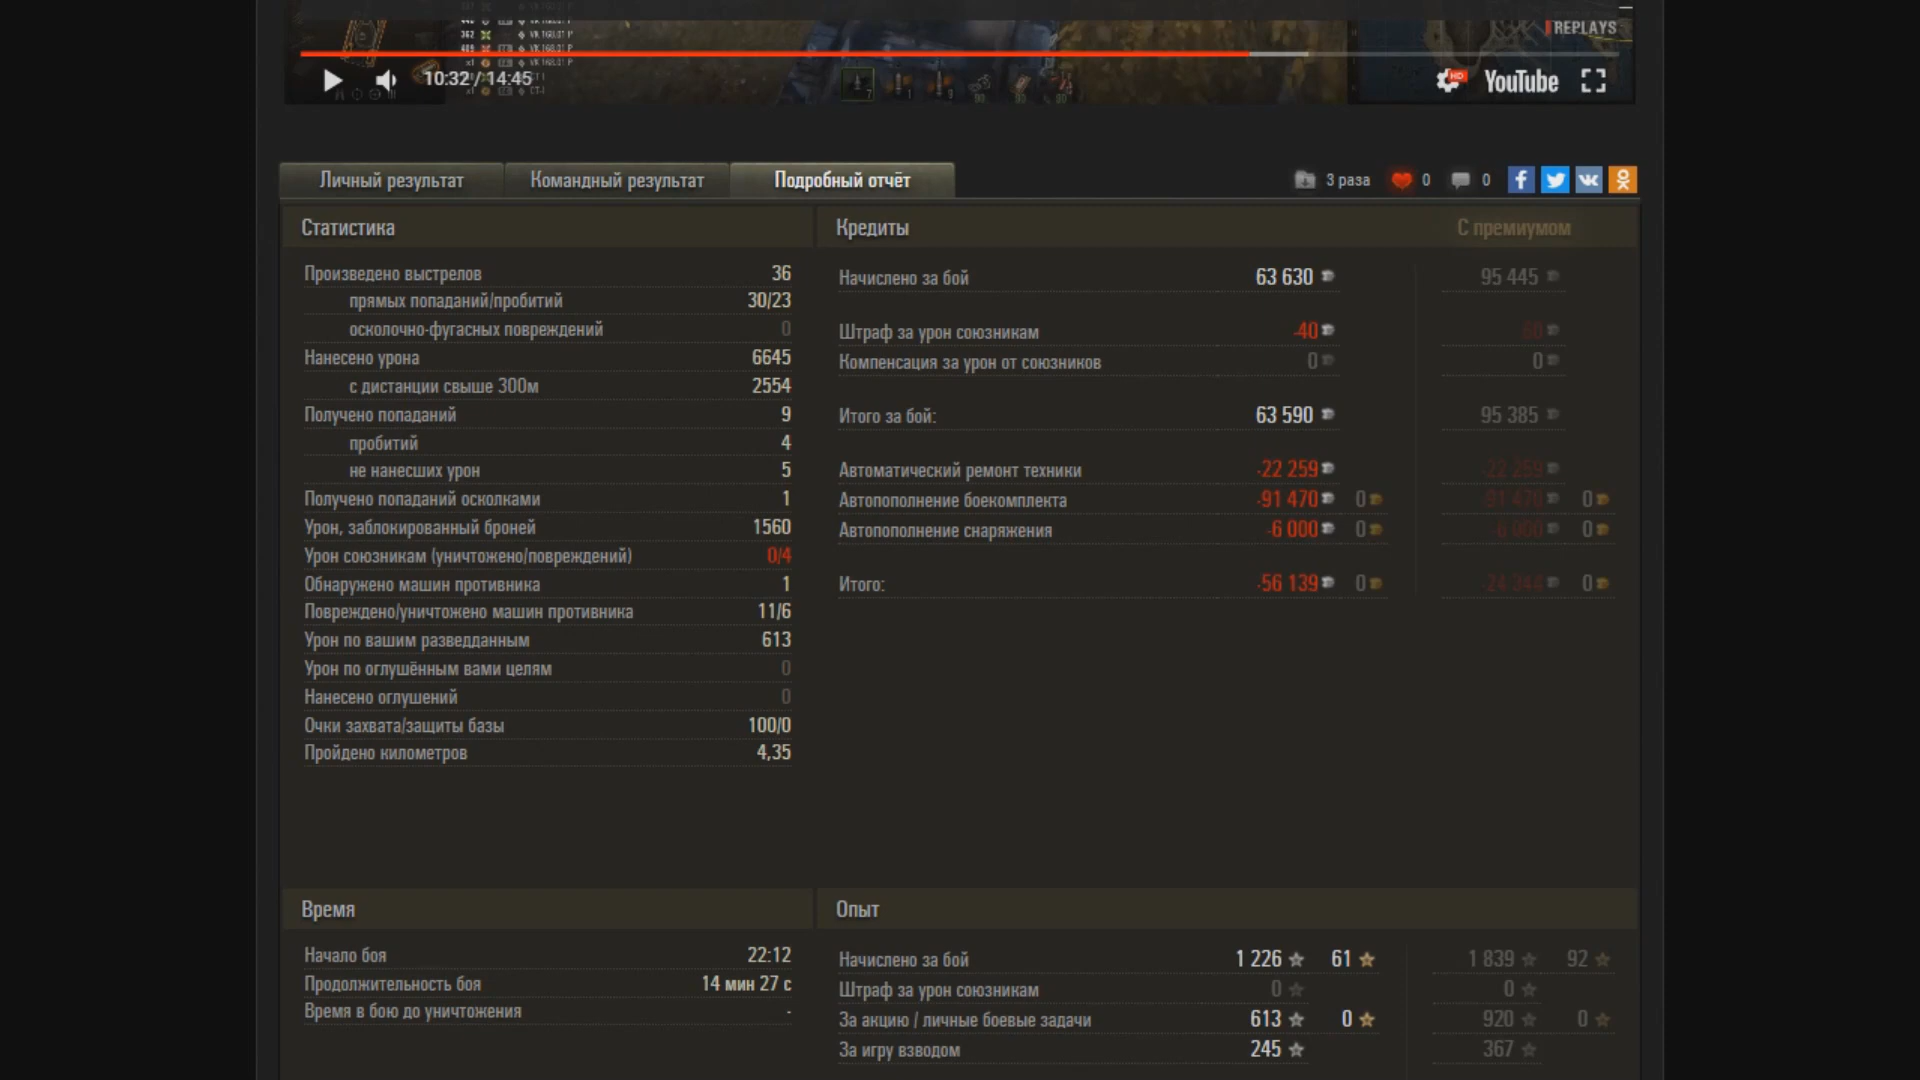 REPLAYS
10:32 / 14:45
YouTube
Личный результат Командный результат Подробный отчёт 3 раза 0 0
Статистика
Произведено выстрелов 36
прямых попаданий/пробитий 30/23
осколочно-фугасных повреждений 0
Нанесено урона 6645
с дистанции свыше 300м 2554
Получено попаданий 9
пробитий 4
не нанесших урон 5
Получено попаданий осколками 1
Урон, заблокированный броней 1560
Урон союзникам (уничтожено/повреждений) 0/4
Обнаружено машин противника 1
Повреждено/уничтожено машин противника 11/6
Урон по вашим разведданным 613
Урон по оглушённым вами целям 0
Нанесено оглушений 0
Очки захвата/защиты базы 100/0
Пройдено километров 4,35
Кредиты С премиумом
Начислено за бой 63 630 95 445
Штраф за урон союзникам -40
Компенсация за урон от союзников 0 0
Итого за бой: 63 590 95 385
Автоматический ремонт техники -22 259 -22 259
Автопополнение боекомплекта -91 470 0 -91 470 0
Автопополнение снаряжения -6 000 0 -6 000 0
Итого: -56 139 0 -24 344 0
Время
Начало боя 22:12
Продолжительность боя 14 мин 27 с
Время в бою до уничтожения -
Опыт
Начислено за бой 1 226 61 1 839 92
Штраф за урон союзникам 0 0
За акцию / личные боевые задачи 613 0 920 0
За игру взводом 245 367